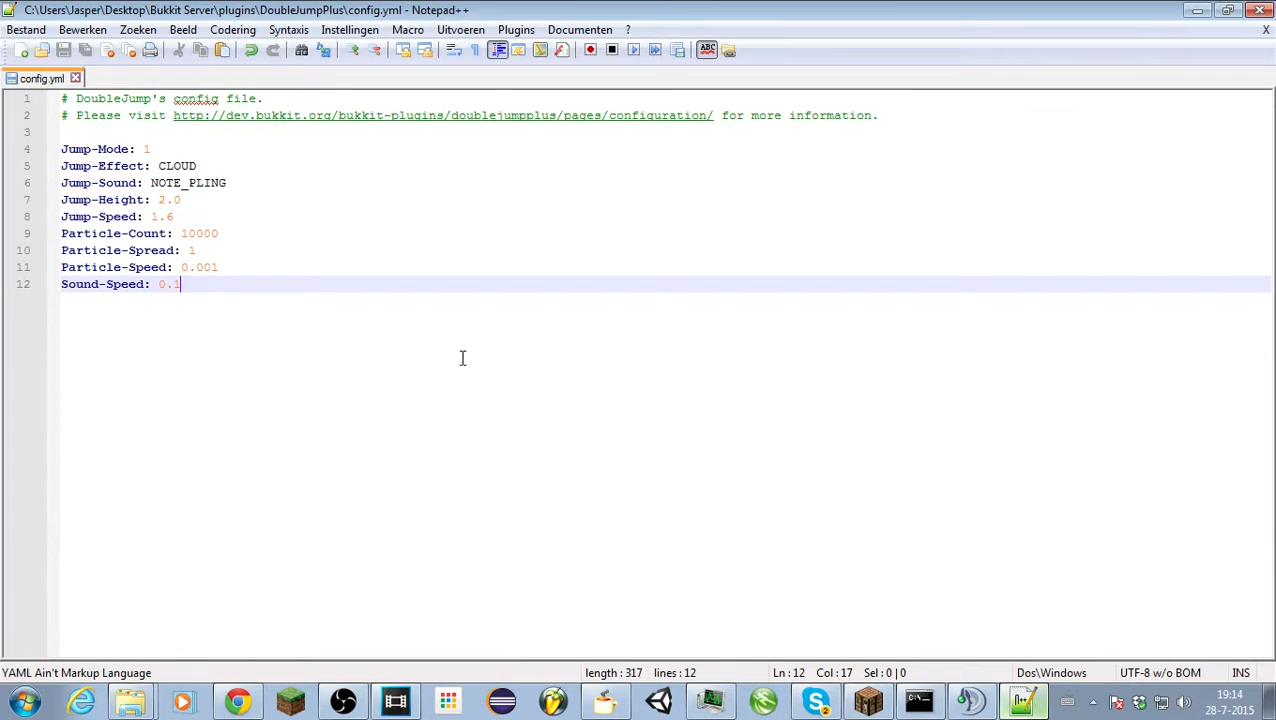 C:\Users\Jasper\Desktop\Bukkit Server\plugins\DoubleJumpPlus\config.yml - Notepad++
Bestand Bewerken Zoeken Beeld Codering Syntaxis Instellingen Macro Uitvoeren Plugins Documenten ? X
ABC
config.yml
1 # DoubleJump's config file.
2 # Please visit http://dev.bukkit.org/bukkit-plugins/doublejumpplus/pages/configuration/ for more information.
3
4 Jump-Mode: 1
5 Jump-Effect: CLOUD
6 Jump-Sound: NOTE_PLING
7 Jump-Height: 2.0
8 Jump-Speed: 1.6
9 Particle-Count: 10000
10 Particle-Spread: 1
11 Particle-Speed: 0.001
12 Sound-Speed: 0.1
YAML Ain't Markup Language length : 317 lines : 12 Ln : 12 Col : 17 Sel : 0 | 0 Dos\Windows UTF-8 w/o BOM INS
19:14
28-7-2015